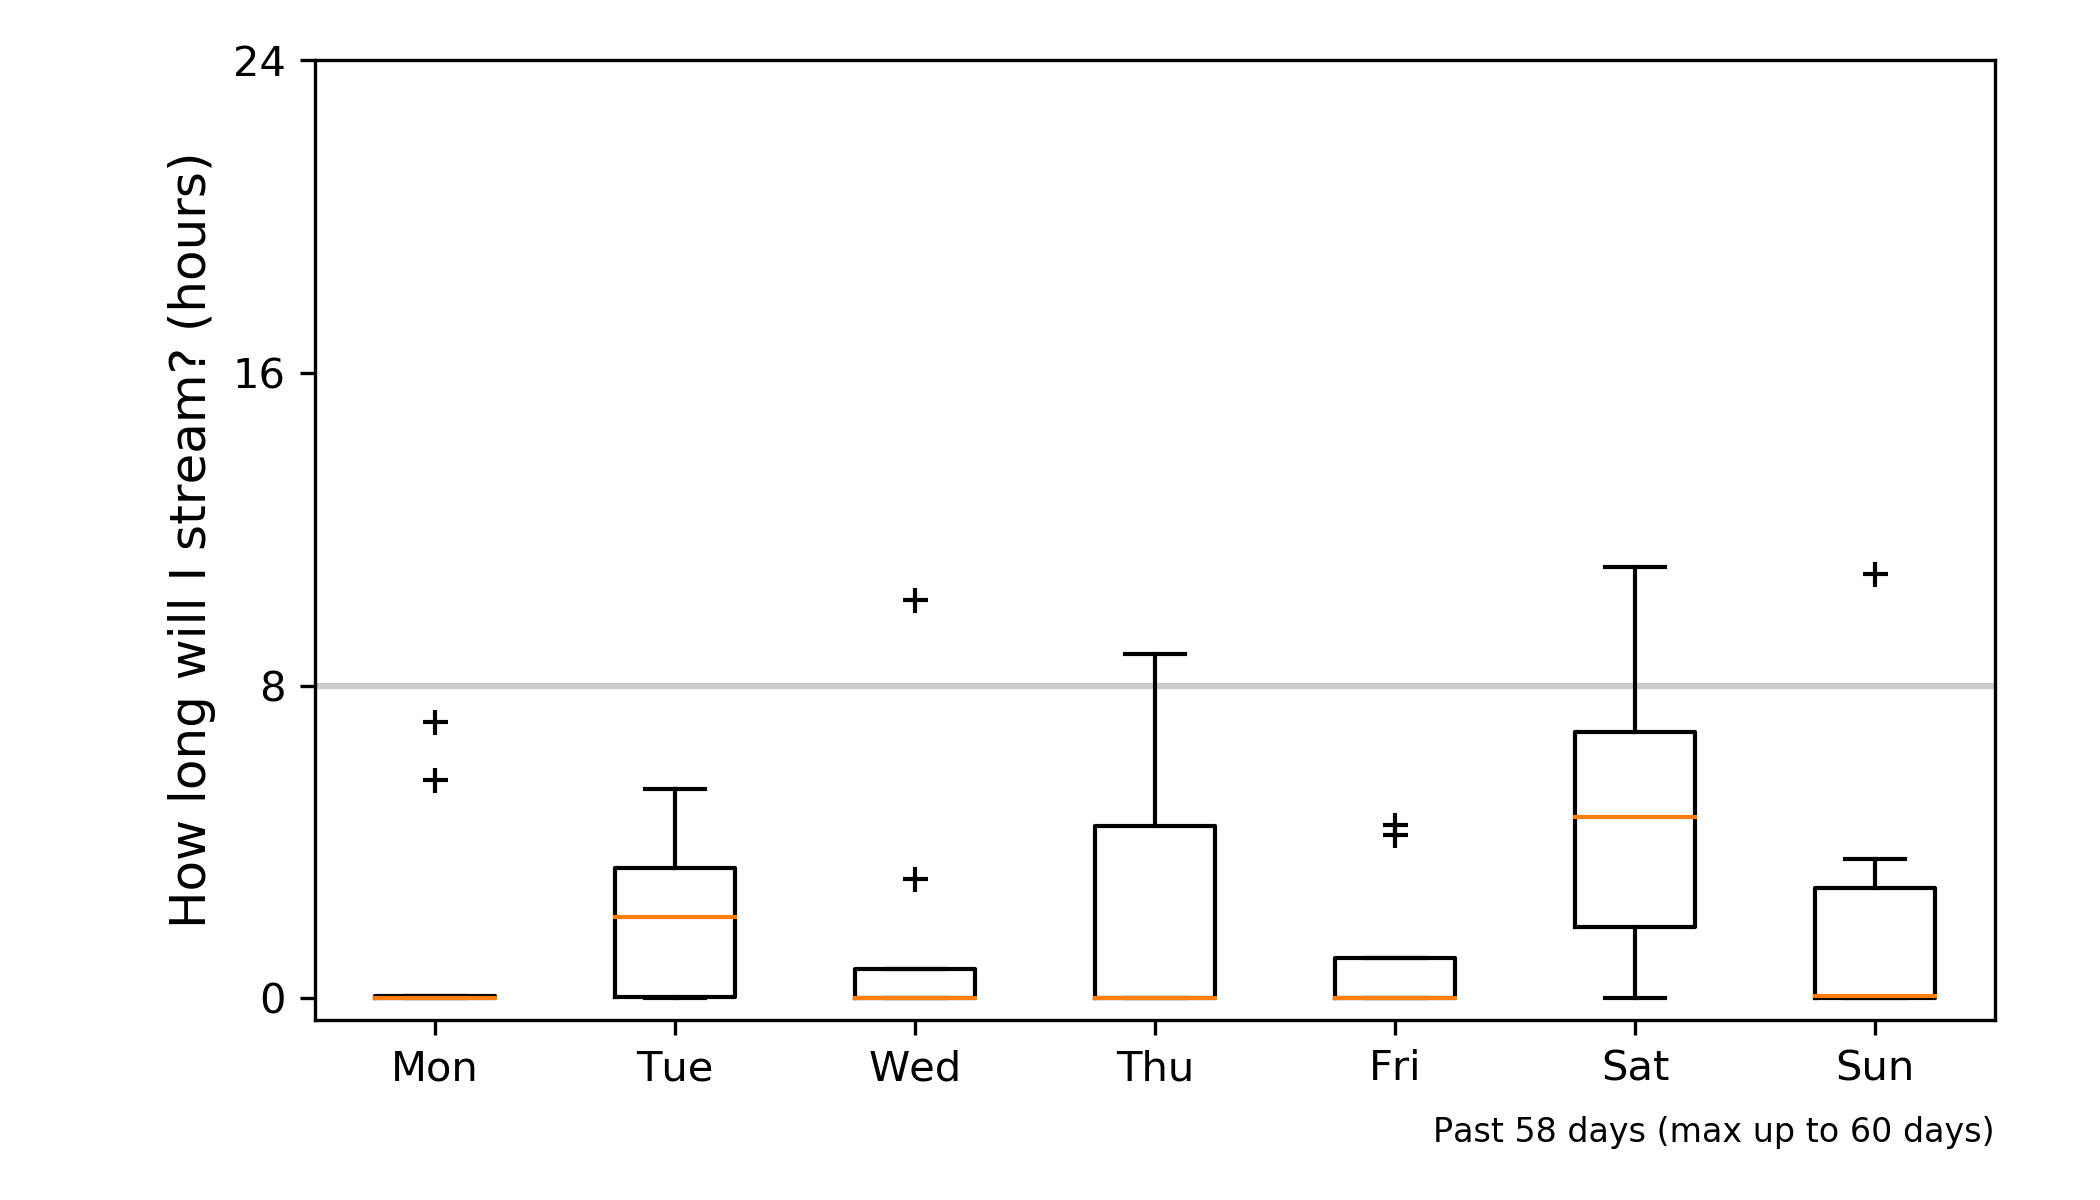 How long will I stream? (hours)
24
16
8
0
Mon Tue Wed Thu Fri Sat Sun
Past 58 days (max up to 60 days)